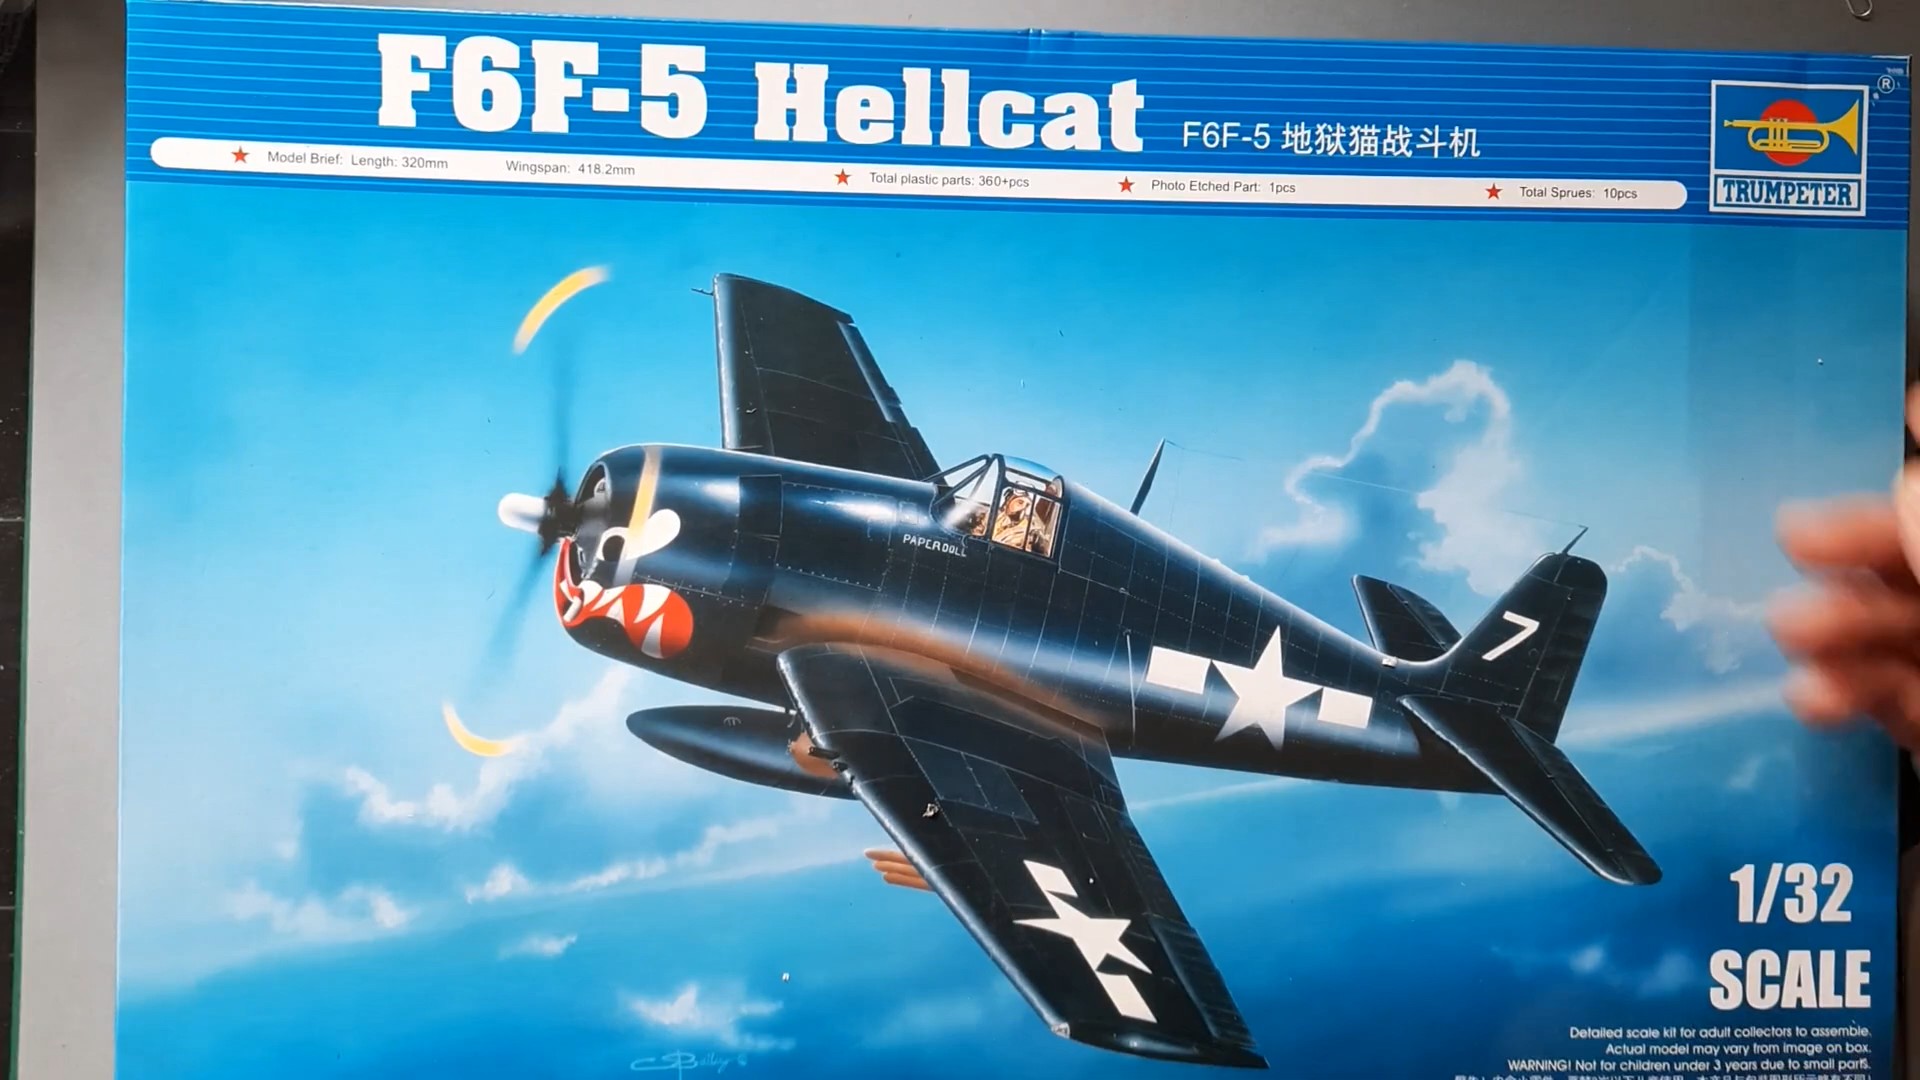 F6F-5 Hellcat
F6F-5 地狱猫战斗机
®
TRUMPETER
★ Model Brief: Length: 320mm Wingspan: 418.2mm ★ Total plastic parts: 360+pcs ★ Photo Etched Part: 1pcs ★ Total Sprues: 10pcs
PAPER DOLL
7
1/32
SCALE
Detailed scale kit for adult collectors to assemble.
Actual model may vary from image on box.
WARNING! Not for children under 3 years due to small parts.